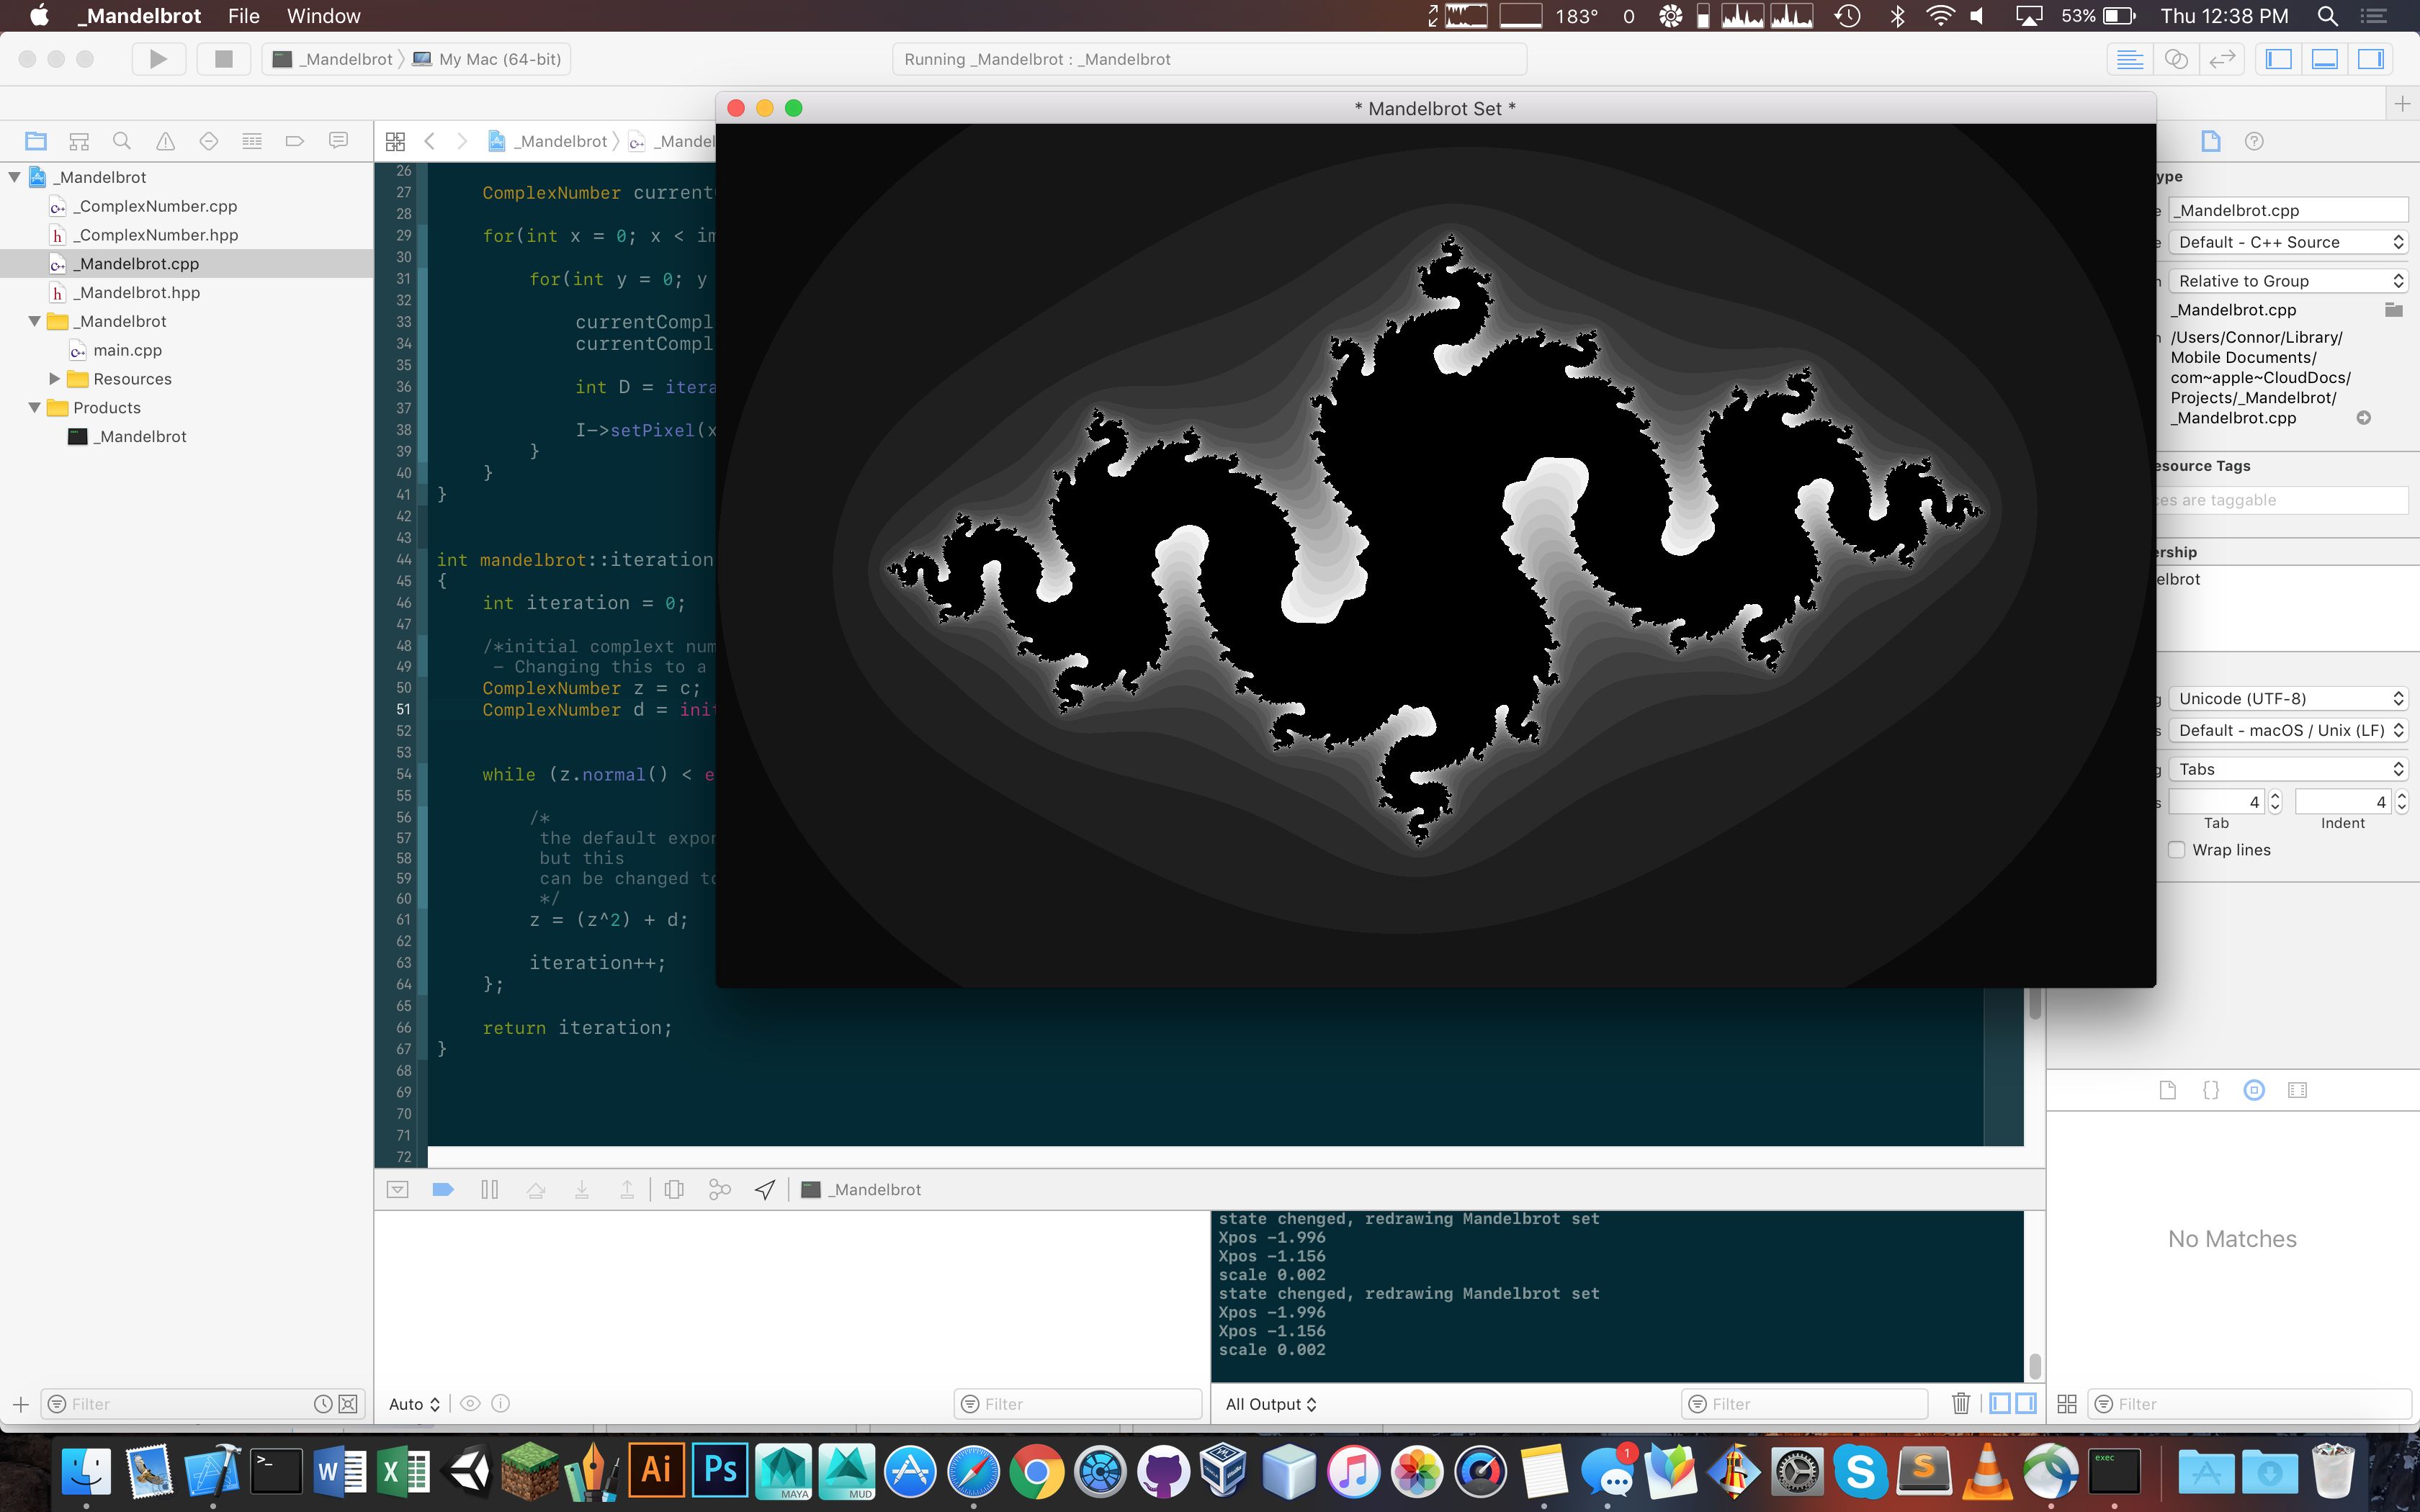 _Mandelbrot File Window 183° 0 53% Thu 12:38 PM
_Mandelbrot My Mac (64-bit) Running _Mandelbrot : _Mandelbrot
* Mandelbrot Set *
_Mandelbrot _Mandel
_Mandelbrot
_ComplexNumber.cpp
_ComplexNumber.hpp
_Mandelbrot.cpp
_Mandelbrot.hpp
_Mandelbrot
main.cpp
Resources
Products
_Mandelbrot
Filter
26
27 ComplexNumber current
28
29 for(int x = 0; x < im
30
31 for(int y = 0; y
32
33 currentCompl
34 currentCompl
35
36 int D = itera
37
38 I->setPixel(x
39 }
40 }
41 }
42
43
44 int mandelbrot::iteration
45 {
46 int iteration = 0;
47
48 /*initial complext num
49 - Changing this to a
50 ComplexNumber z = c;
51 ComplexNumber d = init
52
53
54 while (z.normal() < e
55
56 /*
57 the default expon
58 but this
59 can be changed to
60 */
61 z = (z^2) + d;
62
63 iteration++;
64 };
65
66 return iteration;
67 }
68
69
70
71
72
ype
_Mandelbrot.cpp
Default - C++ Source
Relative to Group
_Mandelbrot.cpp
/Users/Connor/Library/
Mobile Documents/
com~apple~CloudDocs/
Projects/_Mandelbrot/
_Mandelbrot.cpp
esource Tags
es are taggable
ership
elbrot
Unicode (UTF-8)
Default - macOS / Unix (LF)
Tabs
4 4
Tab Indent
Wrap lines
No Matches
Filter
_Mandelbrot
state chenged, redrawing Mandelbrot set
Xpos -1.996
Xpos -1.156
scale 0.002
state chenged, redrawing Mandelbrot set
Xpos -1.996
Xpos -1.156
scale 0.002
Auto Filter
All Output Filter
W X Ai Ps MAYA MUD 1 S S exec